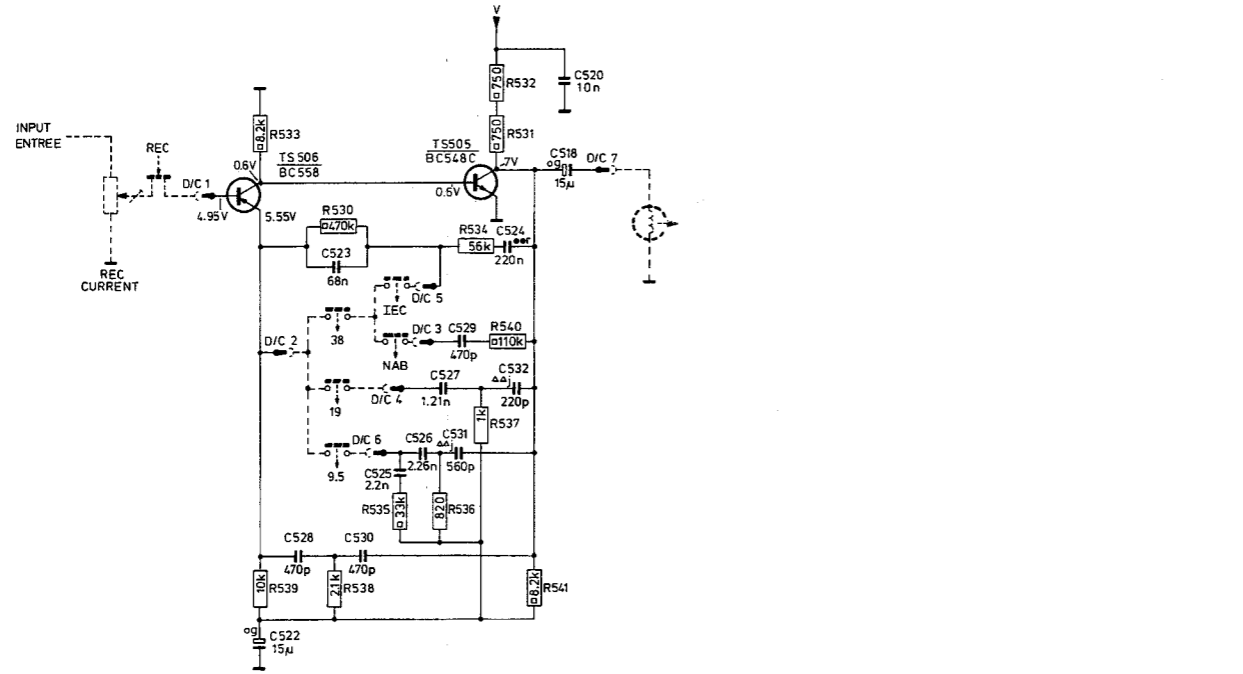 V
750
R532
C520
10n
8.2k
R533
750
R531
INPUT
ENTREE
REC
TS506
BC558
TS505
BC548C
0.6V
7V
C518
og
15µ
D/C 7
D/C 1
0.6V
4.95V
5.55V
R530
470k
R534
C524
56k
220n
C523
68n
REC
CURRENT
D/C 5
IEC
D/C 2
38
D/C 3
C529
R540
470p
110k
NAB
C527
C532
19
D/C 4
1.21n
220p
1k
R537
D/C 6
C526
C531
9.5
2.26n
560p
C525
2.2n
R535
33k
820
R536
C528
C530
470p
470p
10k
R539
2.1k
R538
8.2k
R541
og
C522
15µ